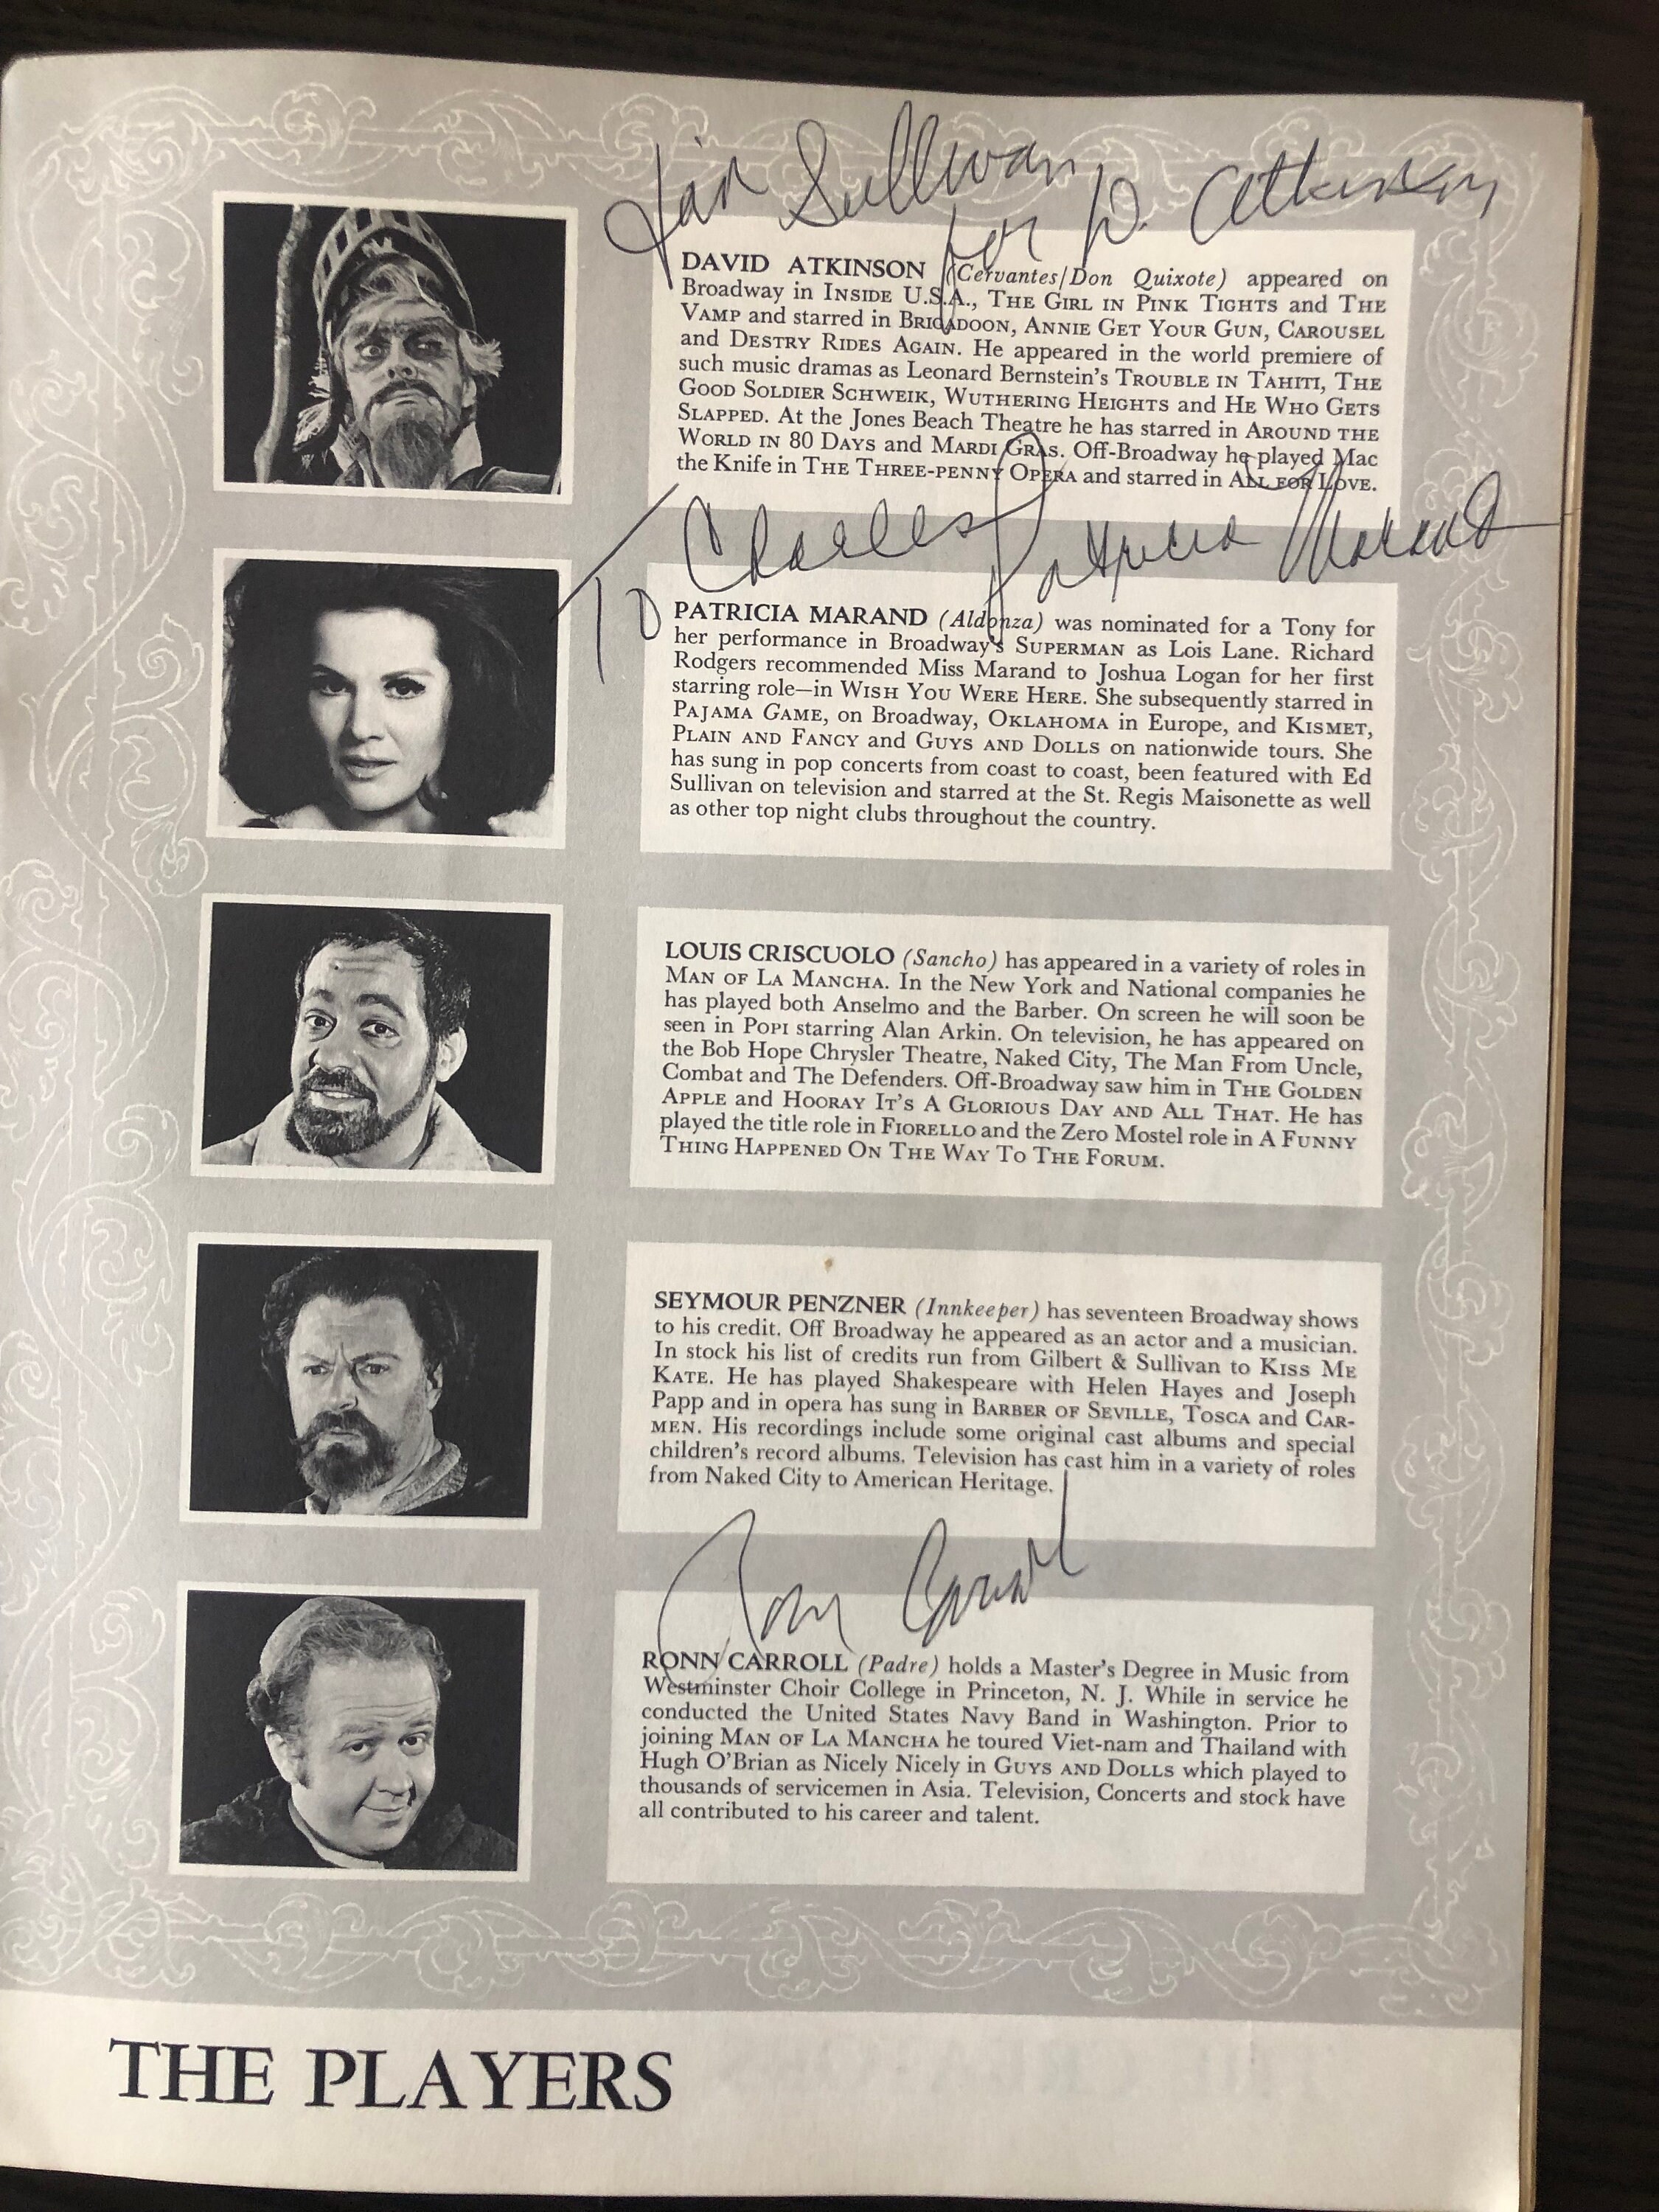 Ian Sullivan
for D. Atkinson
DAVID ATKINSON (Cervantes/Don Quixote) appeared on
Broadway in INSIDE U.S.A., THE GIRL IN PINK TIGHTS and THE
VAMP and starred in BRIGADOON, ANNIE GET YOUR GUN, CAROUSEL
and DESTRY RIDES AGAIN. He appeared in the world premiere of
such music dramas as Leonard Bernstein's TROUBLE IN TAHITI, THE
GOOD SOLDIER SCHWEIK, WUTHERING HEIGHTS and HE WHO GETS
SLAPPED. At the Jones Beach Theatre he has starred in AROUND THE
WORLD IN 80 DAYS and MARDI GRAS. Off-Broadway he played Mac
the Knife in THE THREE-PENNY OPERA and starred in ALL FOR LOVE.
To Charles Patricia Marand
PATRICIA MARAND (Aldonza) was nominated for a Tony for
her performance in Broadway's SUPERMAN as Lois Lane. Richard
Rodgers recommended Miss Marand to Joshua Logan for her first
starring role—in WISH YOU WERE HERE. She subsequently starred in
PAJAMA GAME, on Broadway, OKLAHOMA in Europe, and KISMET,
PLAIN AND FANCY and GUYS AND DOLLS on nationwide tours. She
has sung in pop concerts from coast to coast, been featured with Ed
Sullivan on television and starred at the St. Regis Maisonette as well
as other top night clubs throughout the country.
LOUIS CRISCUOLO (Sancho) has appeared in a variety of roles in
MAN OF LA MANCHA. In the New York and National companies he
has played both Anselmo and the Barber. On screen he will soon be
seen in POPI starring Alan Arkin. On television, he has appeared on
the Bob Hope Chrysler Theatre, Naked City, The Man From Uncle,
Combat and The Defenders. Off-Broadway saw him in THE GOLDEN
APPLE and HOORAY IT'S A GLORIOUS DAY AND ALL THAT. He has
played the title role in FIORELLO and the Zero Mostel role in A FUNNY
THING HAPPENED ON THE WAY TO THE FORUM.
SEYMOUR PENZNER (Innkeeper) has seventeen Broadway shows
to his credit. Off Broadway he appeared as an actor and a musician.
In stock his list of credits run from Gilbert & Sullivan to KISS ME
KATE. He has played Shakespeare with Helen Hayes and Joseph
Papp and in opera has sung in BARBER OF SEVILLE, TOSCA and CAR-
MEN. His recordings include some original cast albums and special
children's record albums. Television has cast him in a variety of roles
from Naked City to American Heritage.
Ronn Carroll
RONN CARROLL (Padre) holds a Master's Degree in Music from
Westminster Choir College in Princeton, N. J. While in service he
conducted the United States Navy Band in Washington. Prior to
joining MAN OF LA MANCHA he toured Viet-nam and Thailand with
Hugh O'Brian as Nicely Nicely in GUYS AND DOLLS which played to
thousands of servicemen in Asia. Television, Concerts and stock have
all contributed to his career and talent.
THE PLAYERS